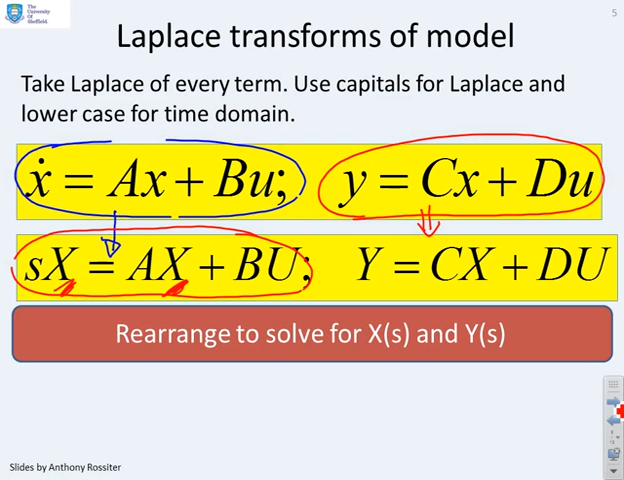 The
University
Of
Sheffield.
5
Laplace transforms of model
Take Laplace of every term. Use capitals for Laplace and
lower case for time domain.
ẋ = Ax + Bu; y = Cx + Du
sX = AX + BU; Y = CX + DU
Rearrange to solve for X(s) and Y(s)
Slides by Anthony Rossiter